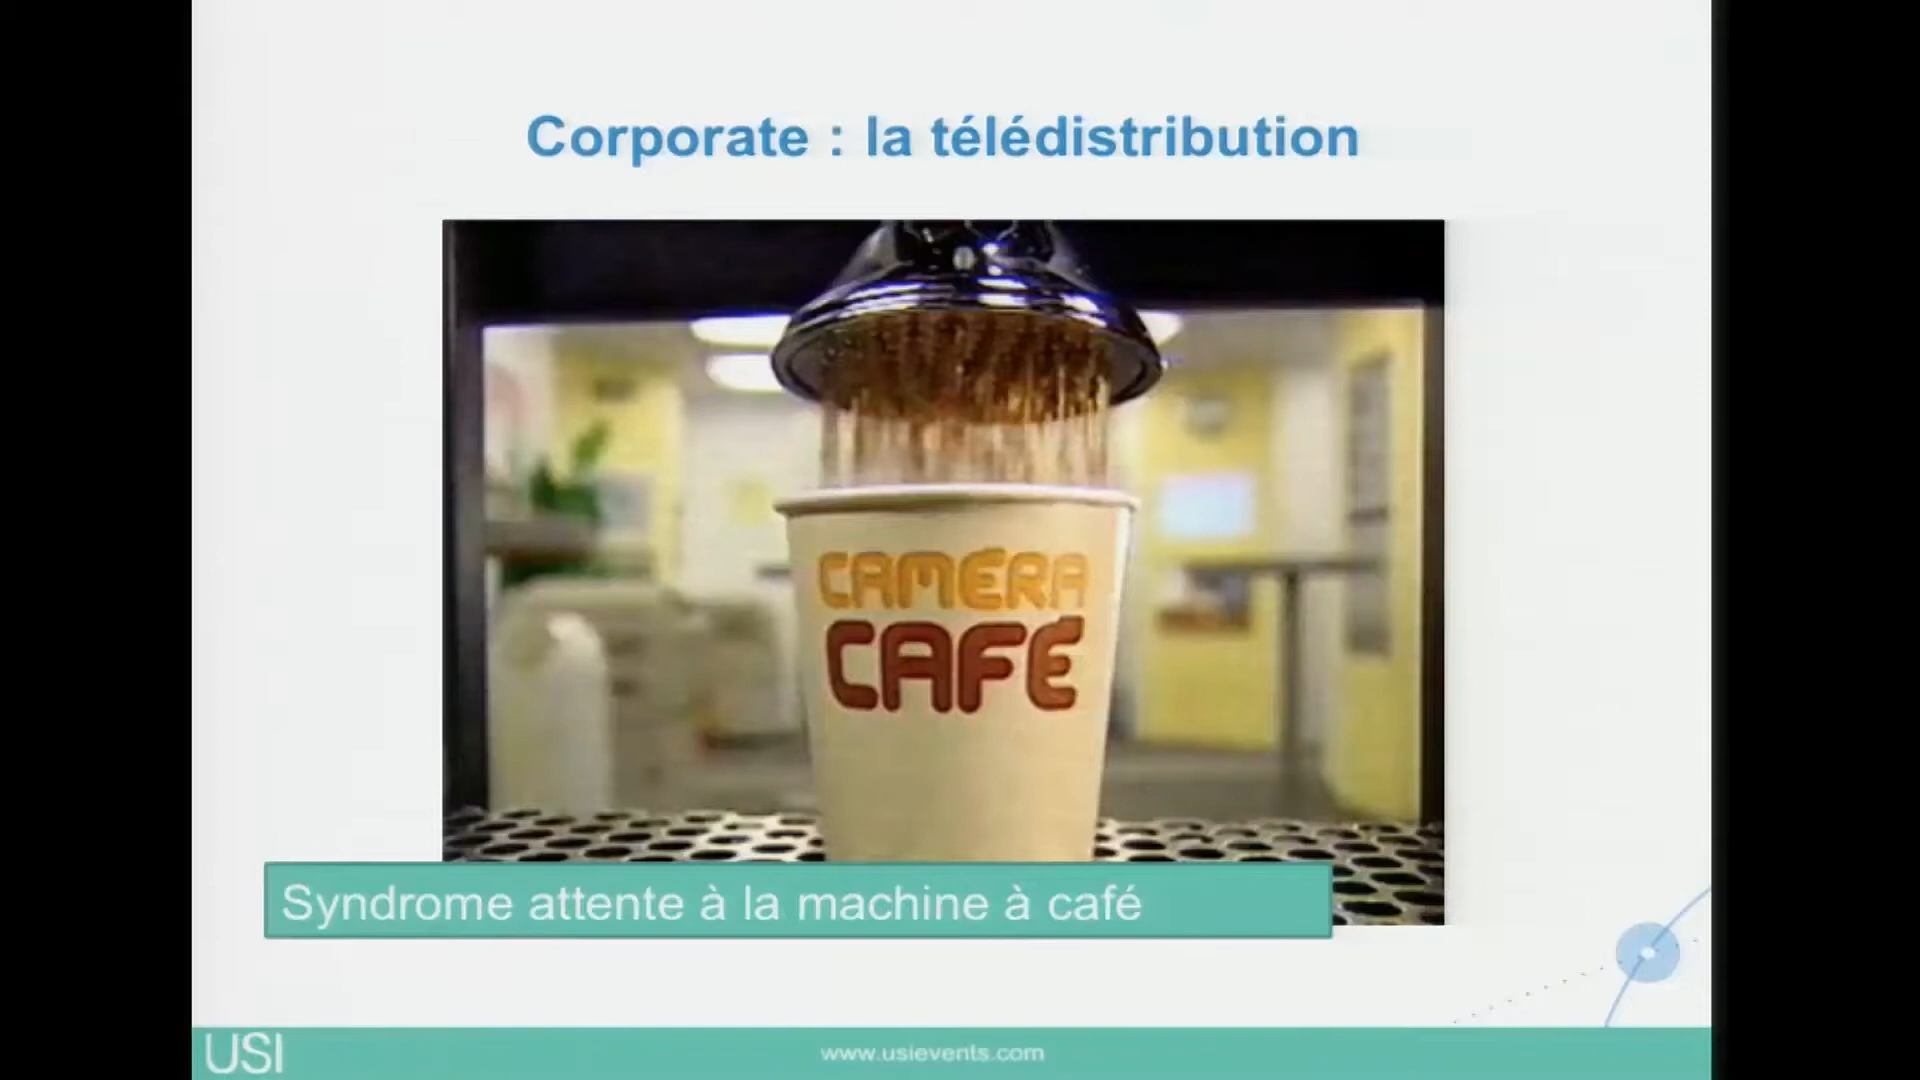 Corporate : la télédistribution
CAMÉRA
CAFÉ
Syndrome attente à la machine à café
USI
www.usievents.com